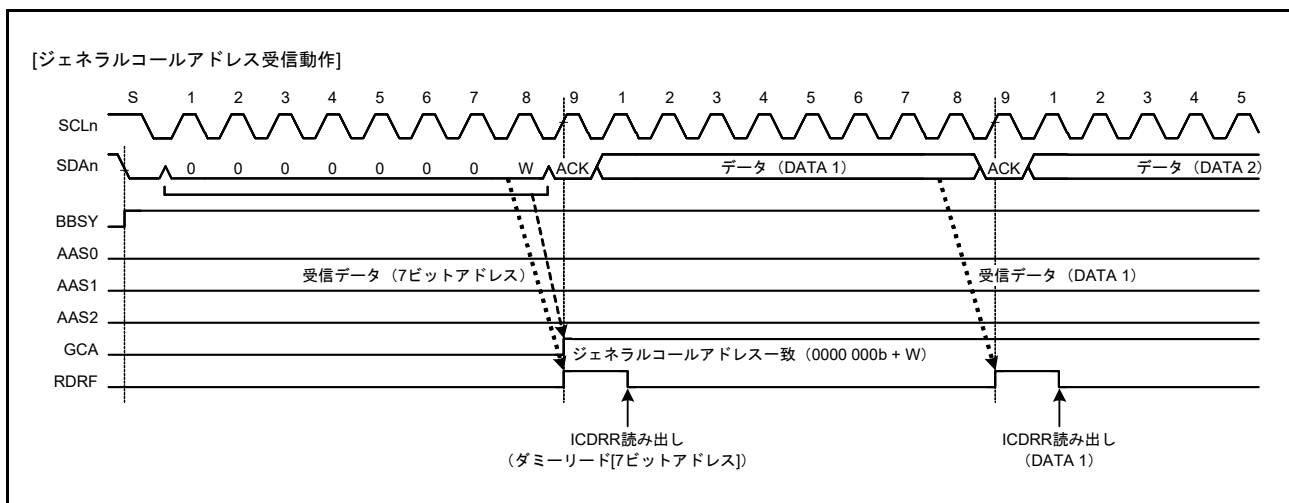 [ジェネラルコールアドレス受信動作]
S 1 2 3 4 5 6 7 8 9 1 2 3 4 5 6 7 8 9 1 2 3 4 5
SCLn
SDAn 0 0 0 0 0 0 0 W ACK データ（DATA 1） ACK データ（DATA 2）
BBSY
AAS0
受信データ（7ビットアドレス） 受信データ（DATA 1）
AAS1
AAS2
GCA
ジェネラルコールアドレス一致（0000 000b + W）
RDRF
ICDRR読み出し
（ダミーリード[7ビットアドレス]）
ICDRR読み出し
（DATA 1）